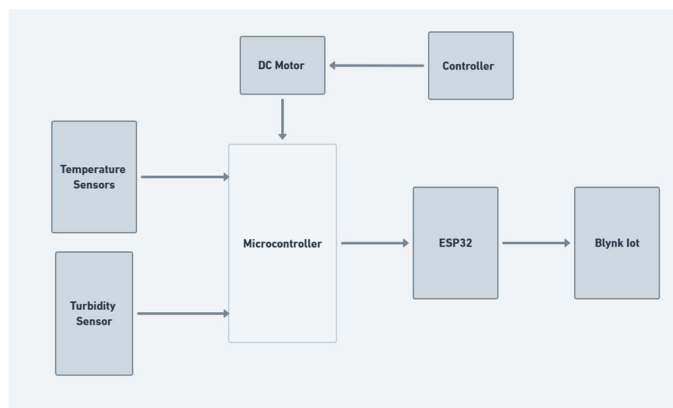 DC Motor
Controller
Temperature
Sensors
Microcontroller
ESP32
Blynk Iot
Turbidity
Sensor